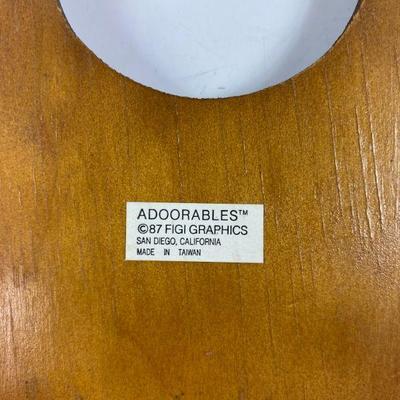 ADOORABLES™
©87 FIGI GRAPHICS
SAN DIEGO, CALIFORNIA
MADE IN TAIWAN